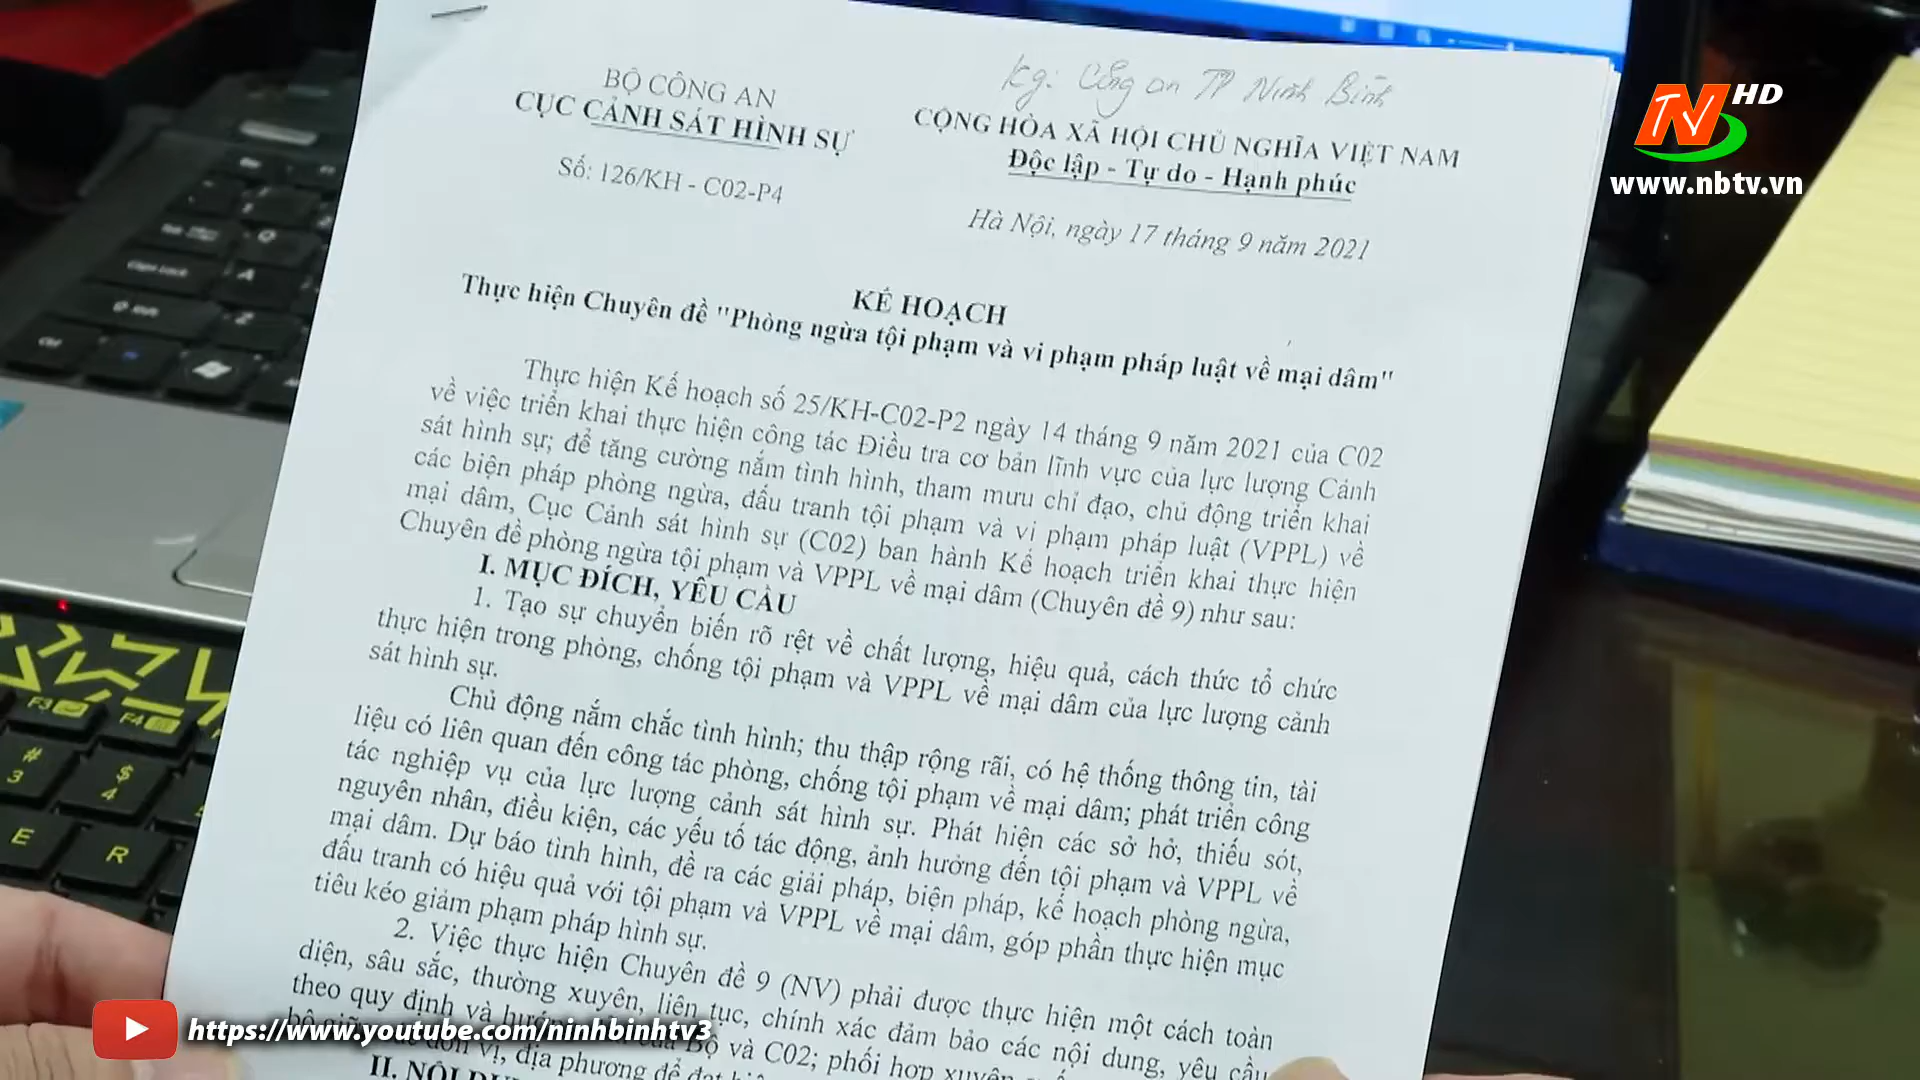 Kg: Công an TP Ninh Bình
BỘ CÔNG AN
CỤC CẢNH SÁT HÌNH SỰ
Số: 126/KH - C02-P4
CỘNG HÒA XÃ HỘI CHỦ NGHĨA VIỆT NAM
Độc lập - Tự do - Hạnh phúc
Hà Nội, ngày 17 tháng 9 năm 2021
KẾ HOẠCH
Thực hiện Chuyên đề "Phòng ngừa tội phạm và vi phạm pháp luật về mại dâm"
Thực hiện Kế hoạch số 25/KH-C02-P2 ngày 14 tháng 9 năm 2021 của C02
về việc triển khai thực hiện công tác Điều tra cơ bản lĩnh vực của lực lượng Cảnh
sát hình sự; để tăng cường nắm tình hình, tham mưu chỉ đạo, chủ động triển khai
các biện pháp phòng ngừa, đấu tranh tội phạm và vi phạm pháp luật (VPPL) về
mại dâm, Cục Cảnh sát hình sự (C02) ban hành Kế hoạch triển khai thực hiện
Chuyên đề phòng ngừa tội phạm và VPPL về mại dâm (Chuyên đề 9) như sau:
I. MỤC ĐÍCH, YÊU CẦU
1. Tạo sự chuyển biến rõ rệt về chất lượng, hiệu quả, cách thức tổ chức
thực hiện trong phòng, chống tội phạm và VPPL về mại dâm của lực lượng cảnh
sát hình sự.
Chủ động nắm chắc tình hình; thu thập rộng rãi, có hệ thống thông tin, tài
liệu có liên quan đến công tác phòng, chống tội phạm về mại dâm; phát triển công
tác nghiệp vụ của lực lượng cảnh sát hình sự. Phát hiện các sở hở, thiếu sót,
nguyên nhân, điều kiện, các yếu tố tác động, ảnh hưởng đến tội phạm và VPPL về
mại dâm. Dự báo tình hình, đề ra các giải pháp, biện pháp, kế hoạch phòng ngừa,
đấu tranh có hiệu quả với tội phạm và VPPL về mại dâm, góp phần thực hiện mục
tiêu kéo giảm phạm pháp hình sự.
2. Việc thực hiện Chuyên đề 9 (NV) phải được thực hiện một cách toàn
diện, sâu sắc, thường xuyên, liên tục, chính xác đảm bảo các nội dung, yêu cầu
theo quy định và của Bộ và C02; phối hợp xuyên
đơn vị, địa phương để
II. NỘI
NTV HD
www.nbtv.vn
https://www.youtube.com/ninhbinhtv3
Caps Lock
Q
A
Z
Ctrl
F3
F4
# 3
$ 4
E
R